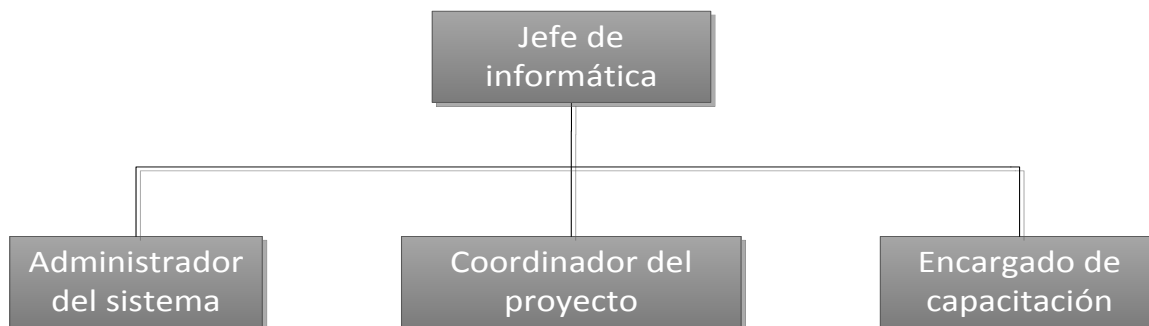 Jefe de
informática
Administrador
del sistema
Coordinador del
proyecto
Encargado de
capacitación